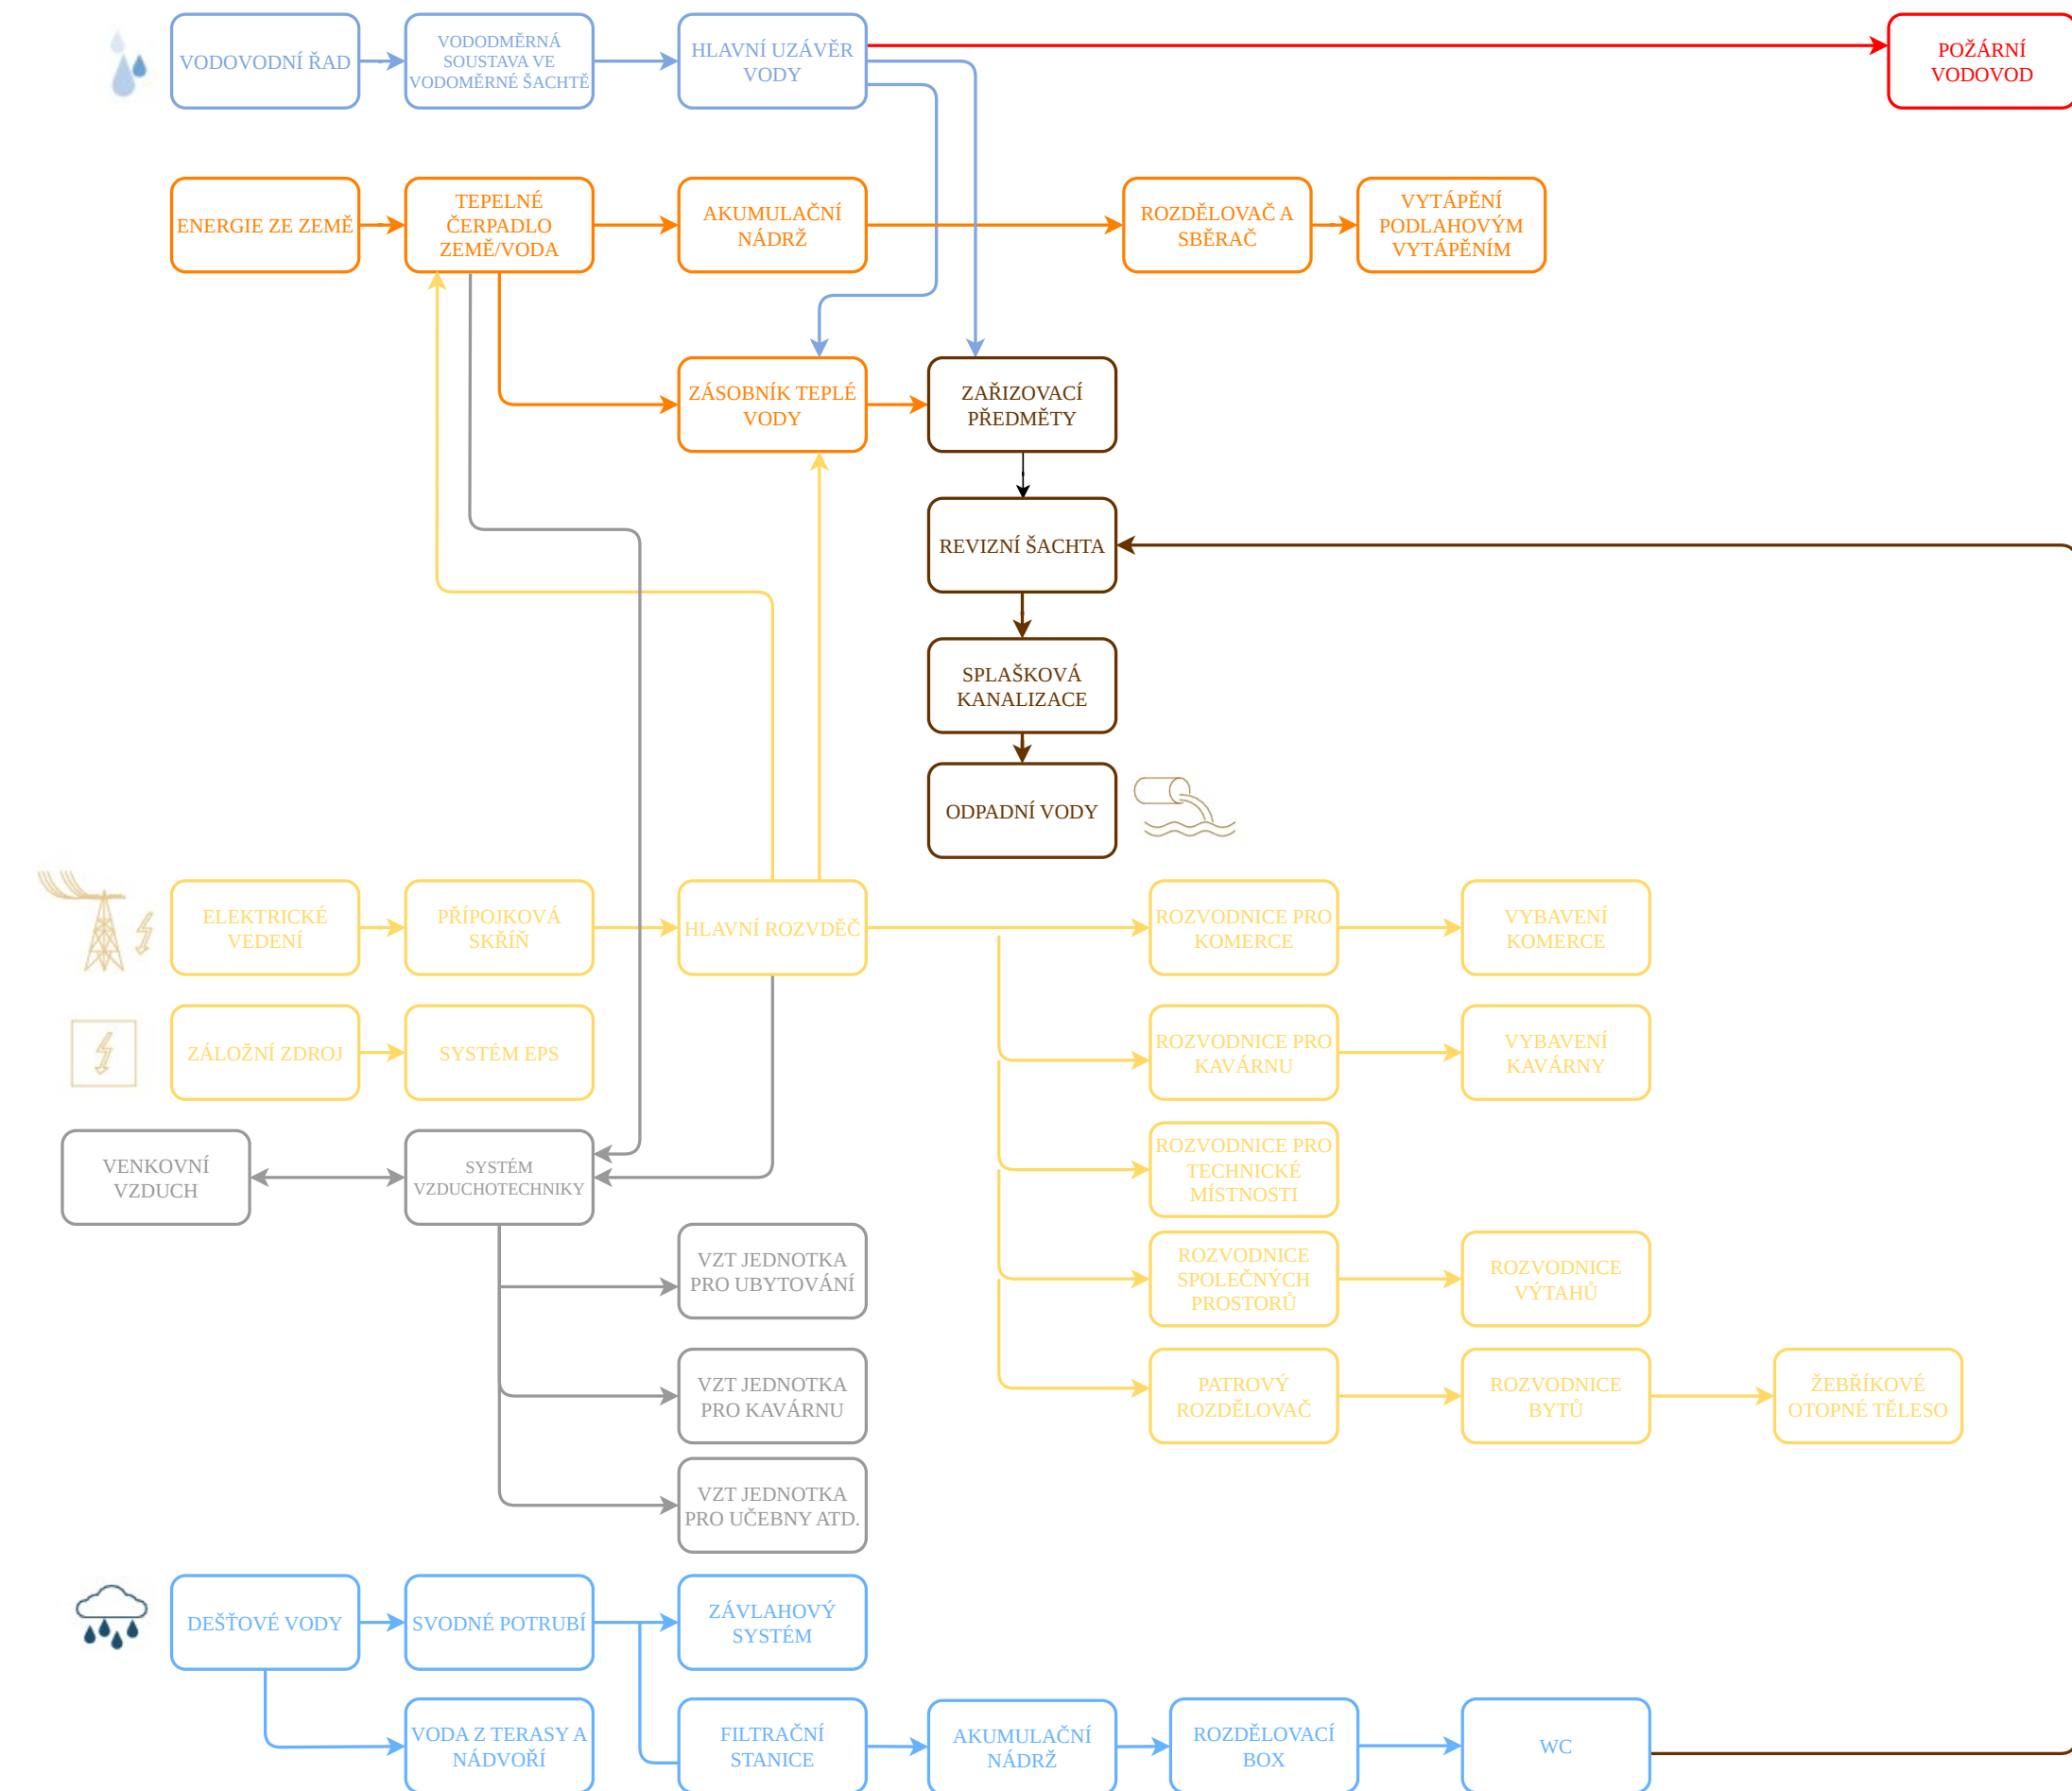 VODOVODNÍ ŘAD
VODODMĚRNÁ
SOUSTAVA VE
VODOMĚRNÉ ŠACHTĚ
HLAVNÍ UZÁVĚR
VODY
POŽÁRNÍ
VODOVOD
ENERGIE ZE ZEMĚ
TEPELNÉ
ČERPADLO
ZEMĚ/VODA
AKUMULAČNÍ
NÁDRŽ
ROZDĚLOVAČ A
SBĚRAČ
VYTÁPĚNÍ
PODLAHOVÝM
VYTÁPĚNÍM
ZÁSOBNÍK TEPLÉ
VODY
ZAŘIZOVACÍ
PŘEDMĚTY
REVIZNÍ ŠACHTA
SPLAŠKOVÁ
KANALIZACE
ODPADNÍ VODY
ELEKTRICKÉ
VEDENÍ
PŘÍPOJKOVÁ
SKŘÍŇ
HLAVNÍ ROZVDĚČ
ROZVODNICE PRO
KOMERCE
VYBAVENÍ
KOMERCE
ZÁLOŽNÍ ZDROJ
SYSTÉM EPS
ROZVODNICE PRO
KAVÁRNU
VYBAVENÍ
KAVÁRNY
VENKOVNÍ
VZDUCH
SYSTÉM
VZDUCHOTECHNIKY
ROZVODNICE PRO
TECHNICKÉ
MÍSTNOSTI
VZT JEDNOTKA
PRO UBYTOVÁNÍ
ROZVODNICE
SPOLEČNÝCH
PROSTORŮ
ROZVODNICE
VÝTAHŮ
VZT JEDNOTKA
PRO KAVÁRNU
PATROVÝ
ROZDĚLOVAČ
ROZVODNICE
BYTŮ
ŽEBŘÍKOVÉ
OTOPNÉ TĚLESO
VZT JEDNOTKA
PRO UČEBNY ATD.
DEŠŤOVÉ VODY
SVODNÉ POTRUBÍ
ZÁVLAHOVÝ
SYSTÉM
VODA Z TERASY A
NÁDVOŘÍ
FILTRAČNÍ
STANICE
AKUMULAČNÍ
NÁDRŽ
ROZDĚLOVACÍ
BOX
WC